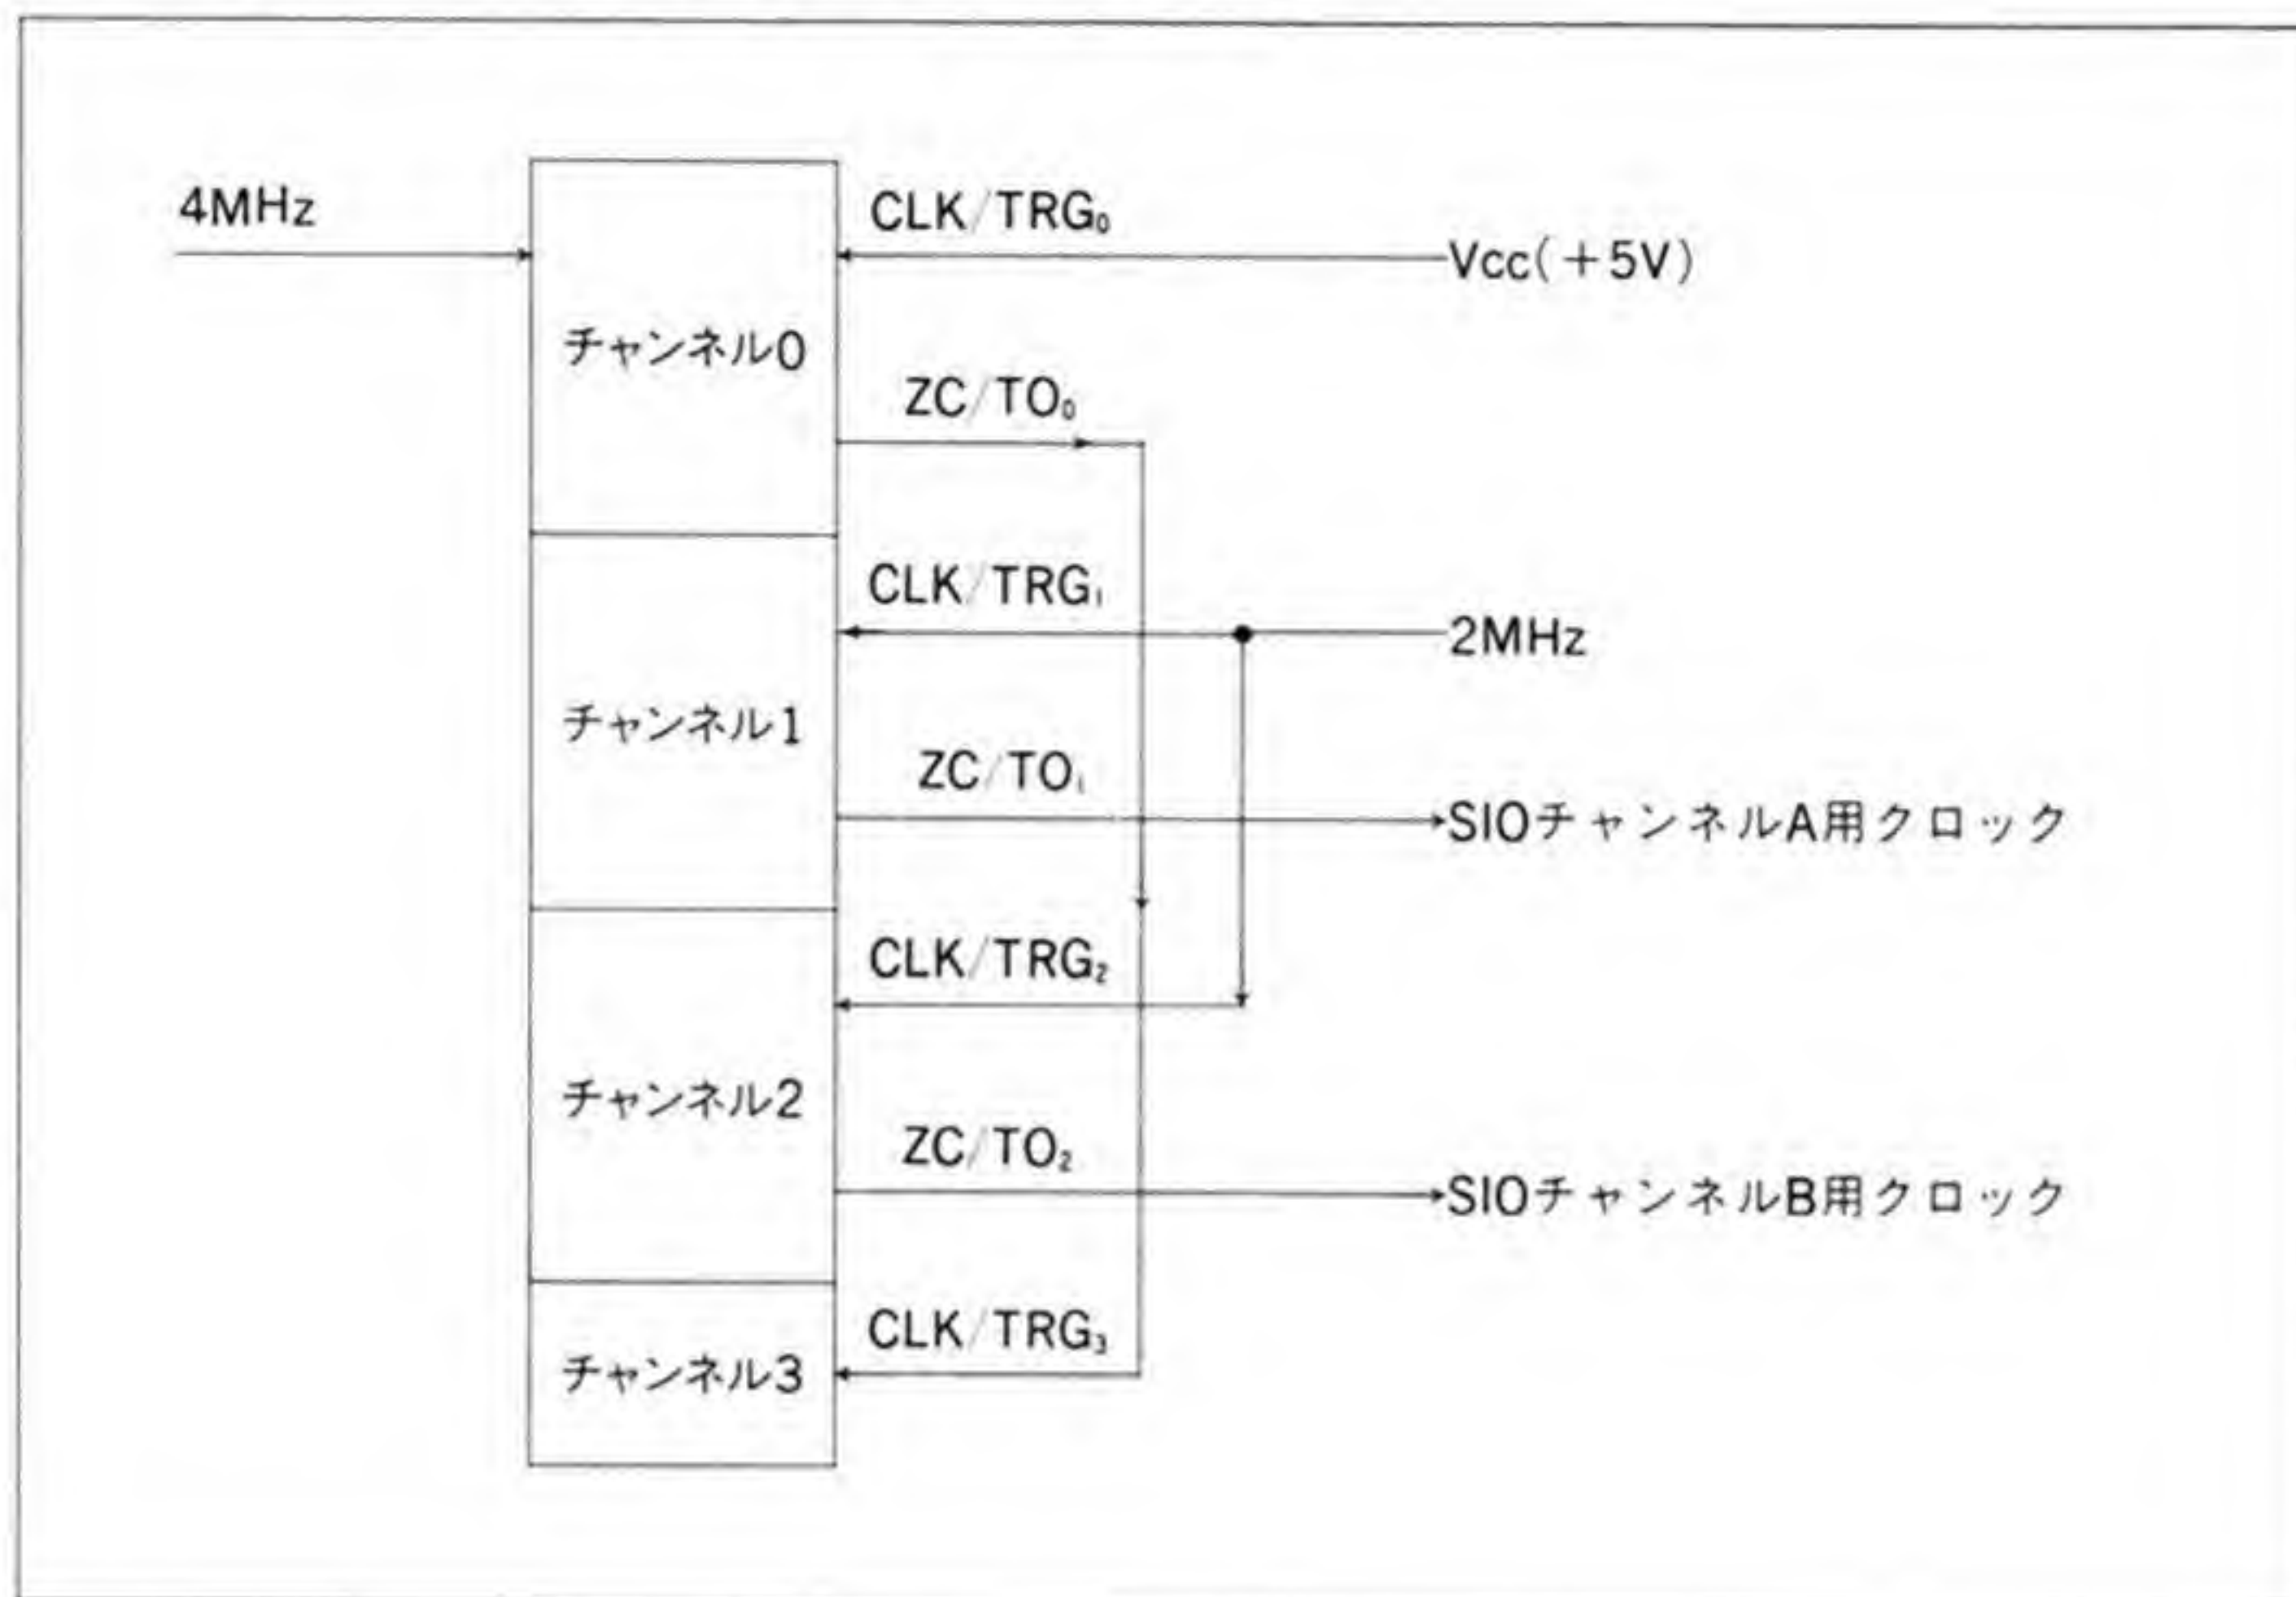 4MHz
CLK/TRG₀
Vcc(+5V)
チャンネル0
ZC/TO₀
CLK/TRG₁
2MHz
チャンネル1
ZC/TO₁
SIOチャンネルA用クロック
CLK/TRG₂
チャンネル2
ZC/TO₂
SIOチャンネルB用クロック
CLK/TRG₃
チャンネル3